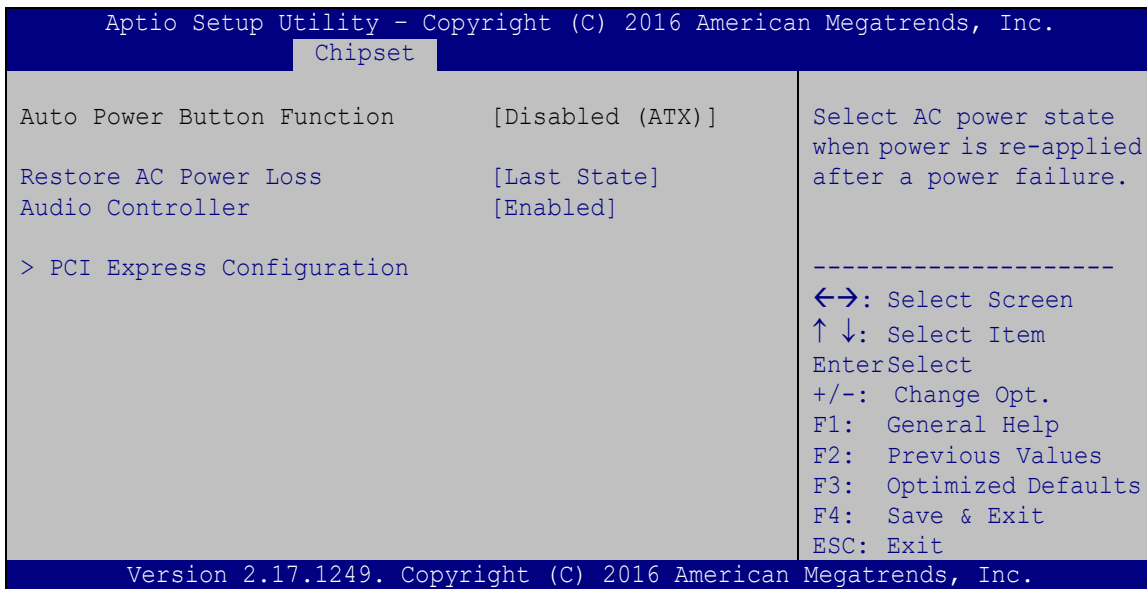 Aptio Setup Utility – Copyright (C) 2016 American Megatrends, Inc.
Chipset
Auto Power Button Function [Disabled (ATX)]
Restore AC Power Loss [Last State]
Audio Controller [Enabled]
> PCI Express Configuration
Select AC power state
when power is re-applied
after a power failure.
---------------------
←→: Select Screen
↑ ↓: Select Item
EnterSelect
+/-: Change Opt.
F1: General Help
F2: Previous Values
F3: Optimized Defaults
F4: Save & Exit
ESC: Exit
Version 2.17.1249. Copyright (C) 2016 American Megatrends, Inc.